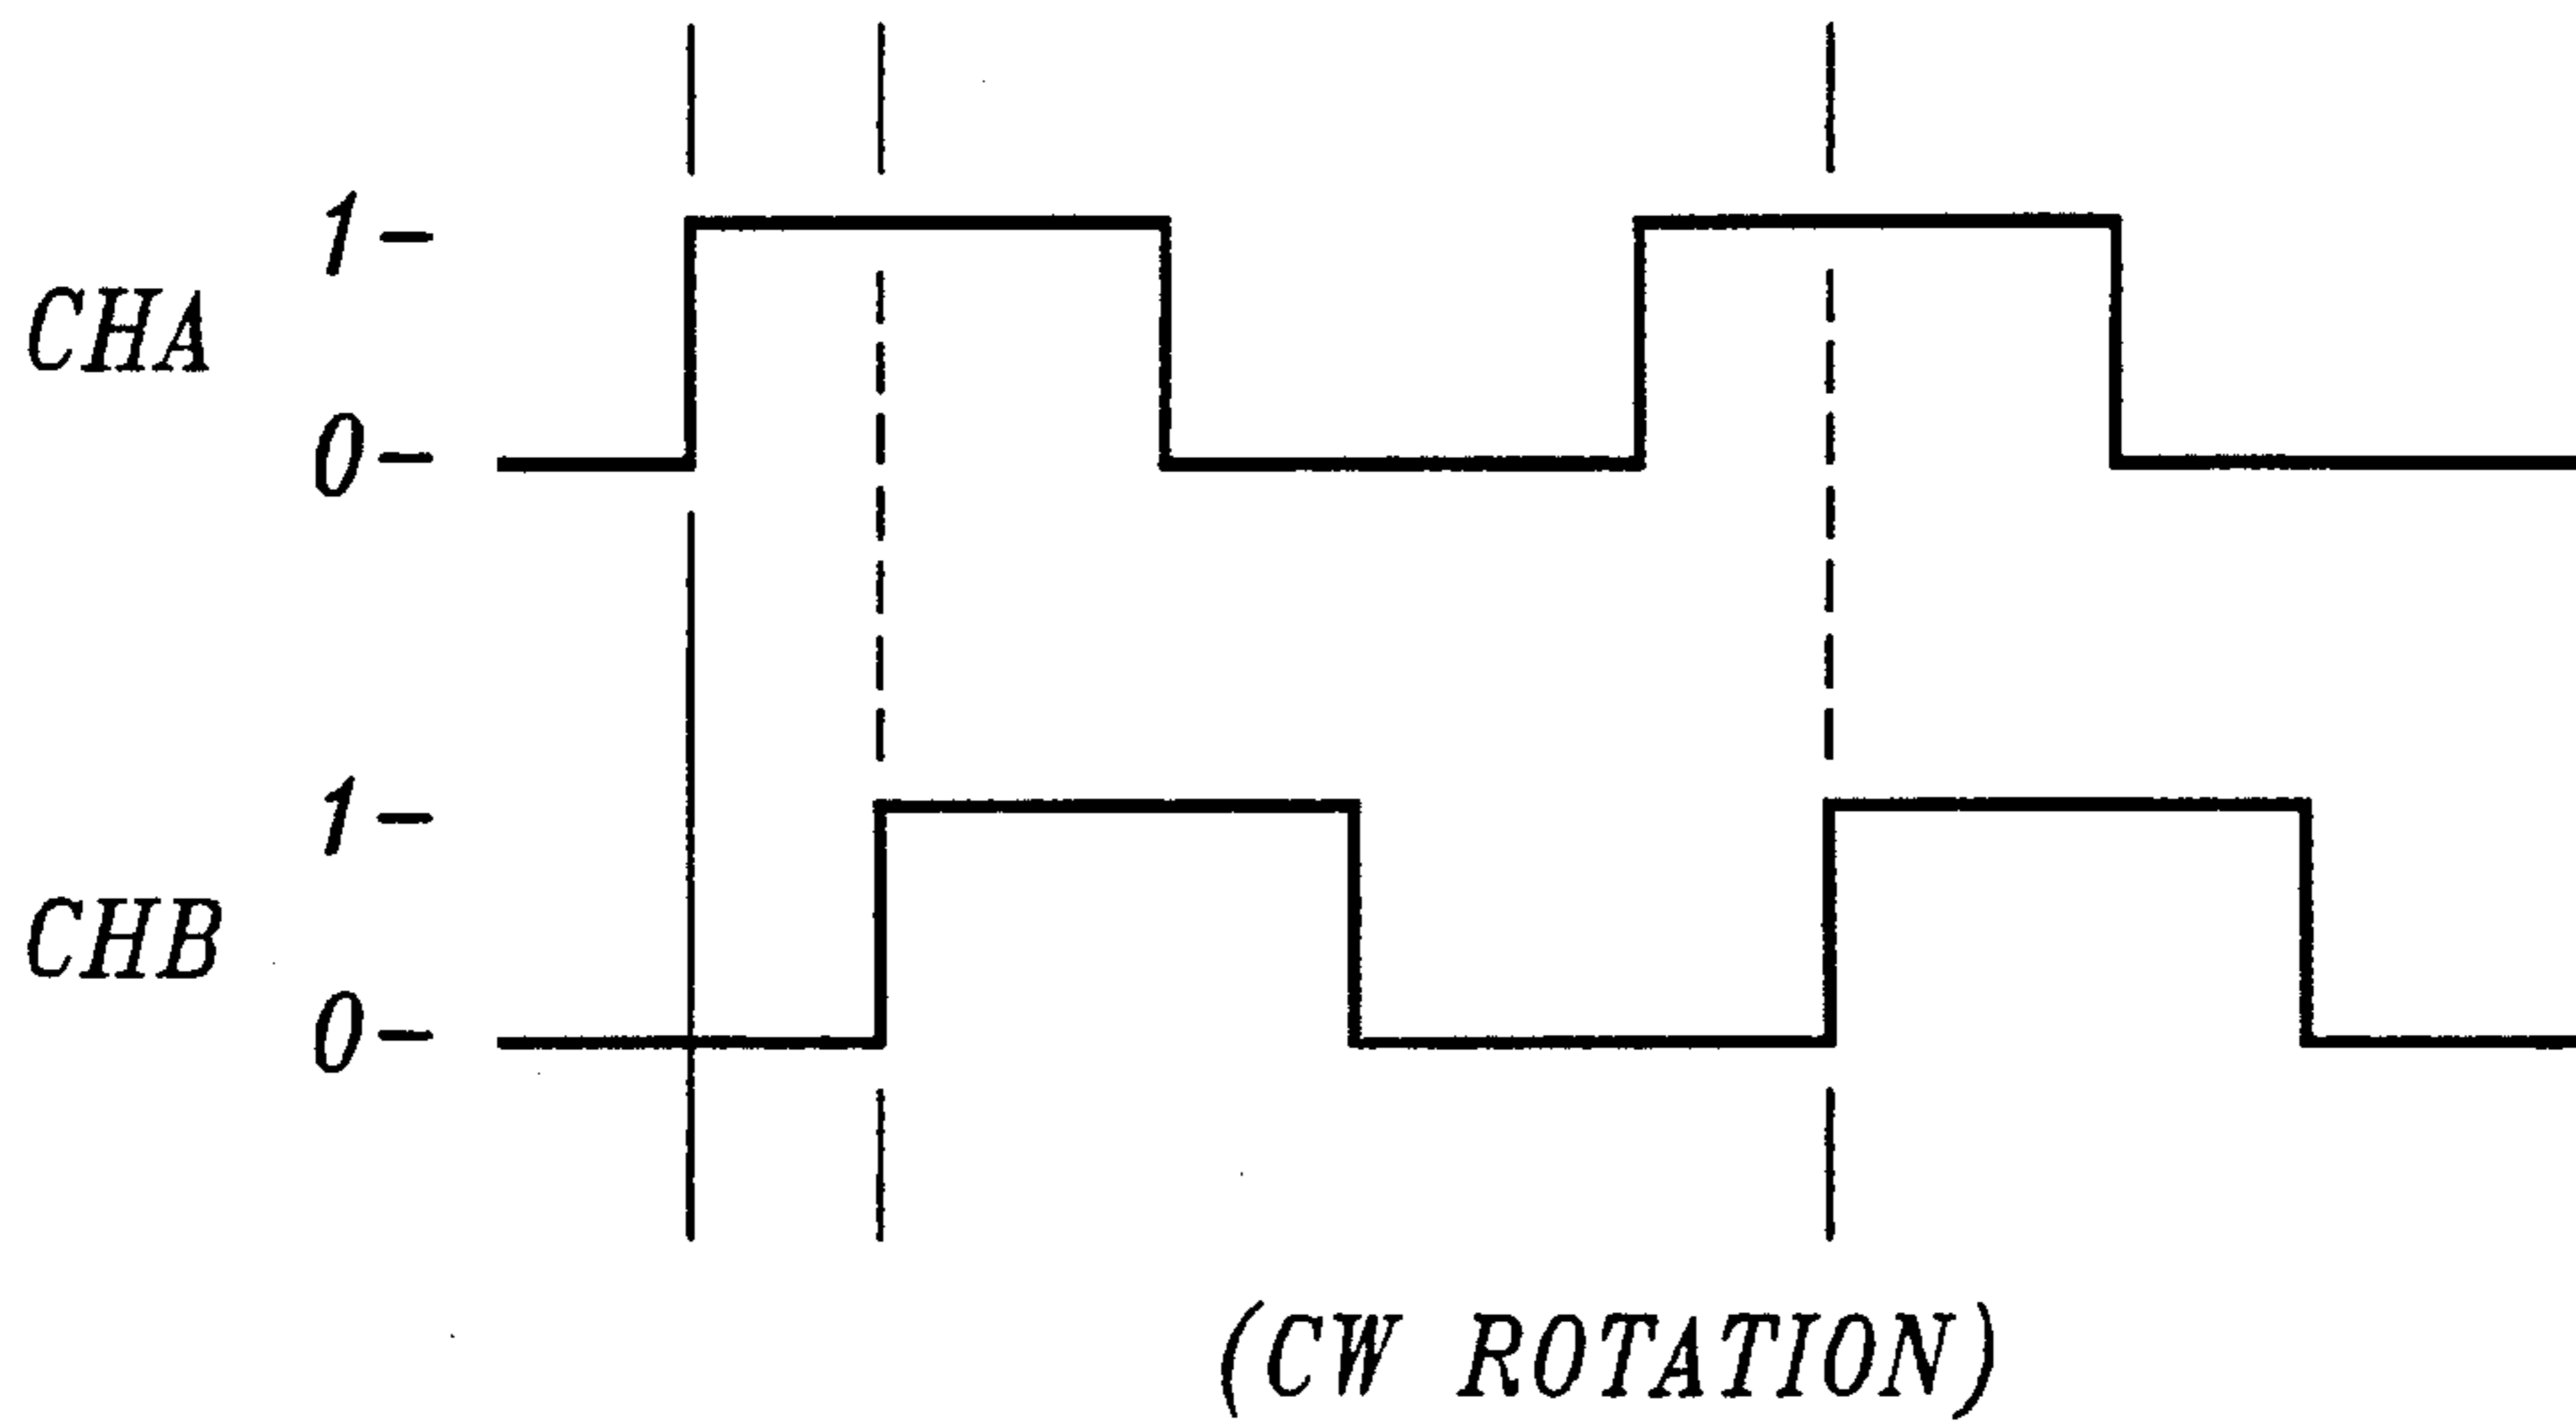 1-
CHA
0-
1-
CHB
0-
(CW ROTATION)